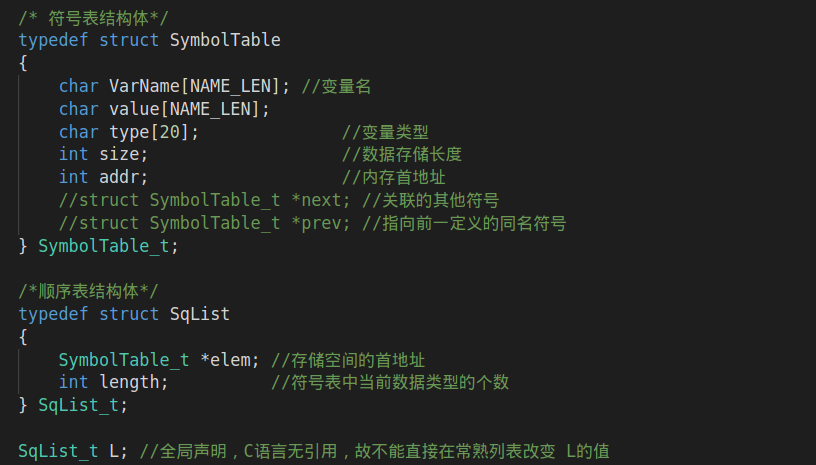 /* 符号表结构体*/
typedef struct SymbolTable
{
    char VarName[NAME_LEN]; //变量名
    char value[NAME_LEN];
    char type[20];              //变量类型
    int size;                   //数据存储长度
    int addr;                   //内存首地址
    //struct SymbolTable_t *next; //关联的其他符号
    //struct SymbolTable_t *prev; //指向前一定义的同名符号
} SymbolTable_t;

/*顺序表结构体*/
typedef struct SqList
{
    SymbolTable_t *elem; //存储空间的首地址
    int length;          //符号表中当前数据类型的个数
} SqList_t;

SqList_t L; //全局声明，C语言无引用，故不能直接在常熟列表改变 L的值